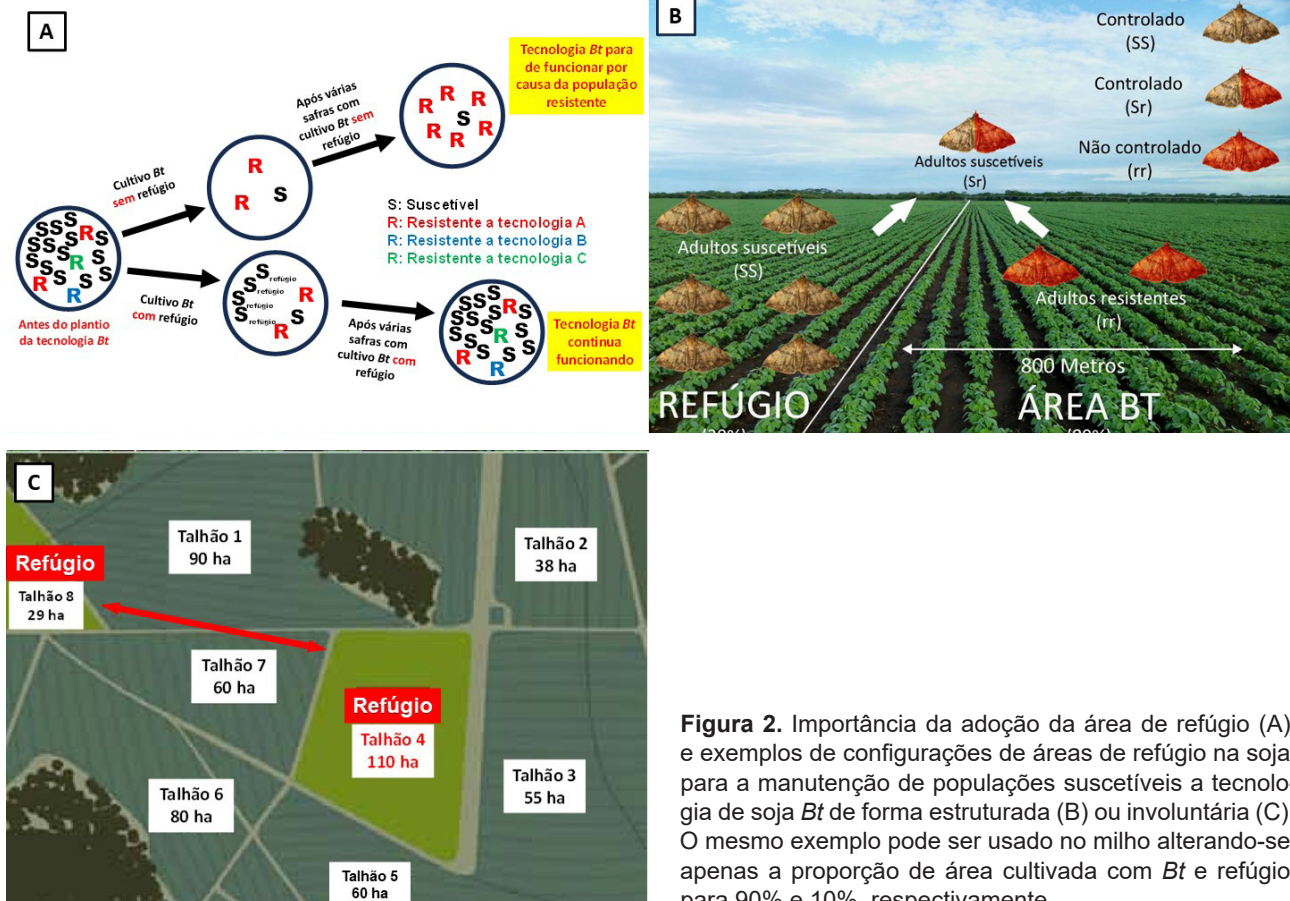 A
Tecnologia Bt para
de funcionar por
causa da população
resistente
Após várias
safras com
cultivo Bt sem
refúgio
R
R
R
R
S
R
R
R
Cultivo Bt
sem refúgio
R
R
S
S: Suscetível
R: Resistente a tecnologia A
R: Resistente a tecnologia B
R: Resistente a tecnologia C
Antes do plantio
da tecnologia Bt
Cultivo Bt
com refúgio
S refúgio
S refúgio
S refúgio
S refúgio
R
S
R
Após várias
safras com
cultivo Bt com
refúgio
Tecnologia Bt
continua
funcionando
B
Controlado
(SS)
Controlado
(Sr)
Não controlado
(rr)
Adultos suscetíveis
(Sr)
Adultos suscetíveis
(SS)
Adultos resistentes
(rr)
800 Metros
REFÚGIO
ÁREA BT
C
Talhão 1
90 ha
Talhão 2
38 ha
Refúgio
Talhão 8
29 ha
Talhão 7
60 ha
Refúgio
Talhão 4
110 ha
Talhão 3
55 ha
Talhão 6
80 ha
Talhão 5
60 ha
Figura 2. Importância da adoção da área de refúgio (A)
e exemplos de configurações de áreas de refúgio na soja
para a manutenção de populações suscetíveis a tecnolo-
gia de soja Bt de forma estruturada (B) ou involuntária (C)
O mesmo exemplo pode ser usado no milho alterando-se
apenas a proporção de área cultivada com Bt e refúgio
para 90% e 10%, respectivamente